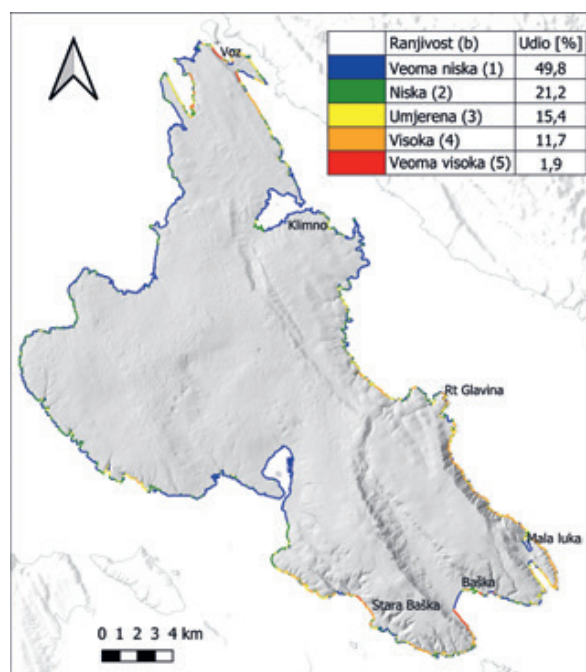 Ranjivost (b) Udio [%]
Veoma niska (1) 49,8
Niska (2) 21,2
Umjerena (3) 15,4
Visoka (4) 11,7
Veoma visoka (5) 1,9
Voz
Klimno
Rt Glavina
Mala luka
Baška
Stara Baška
0 1 2 3 4 km